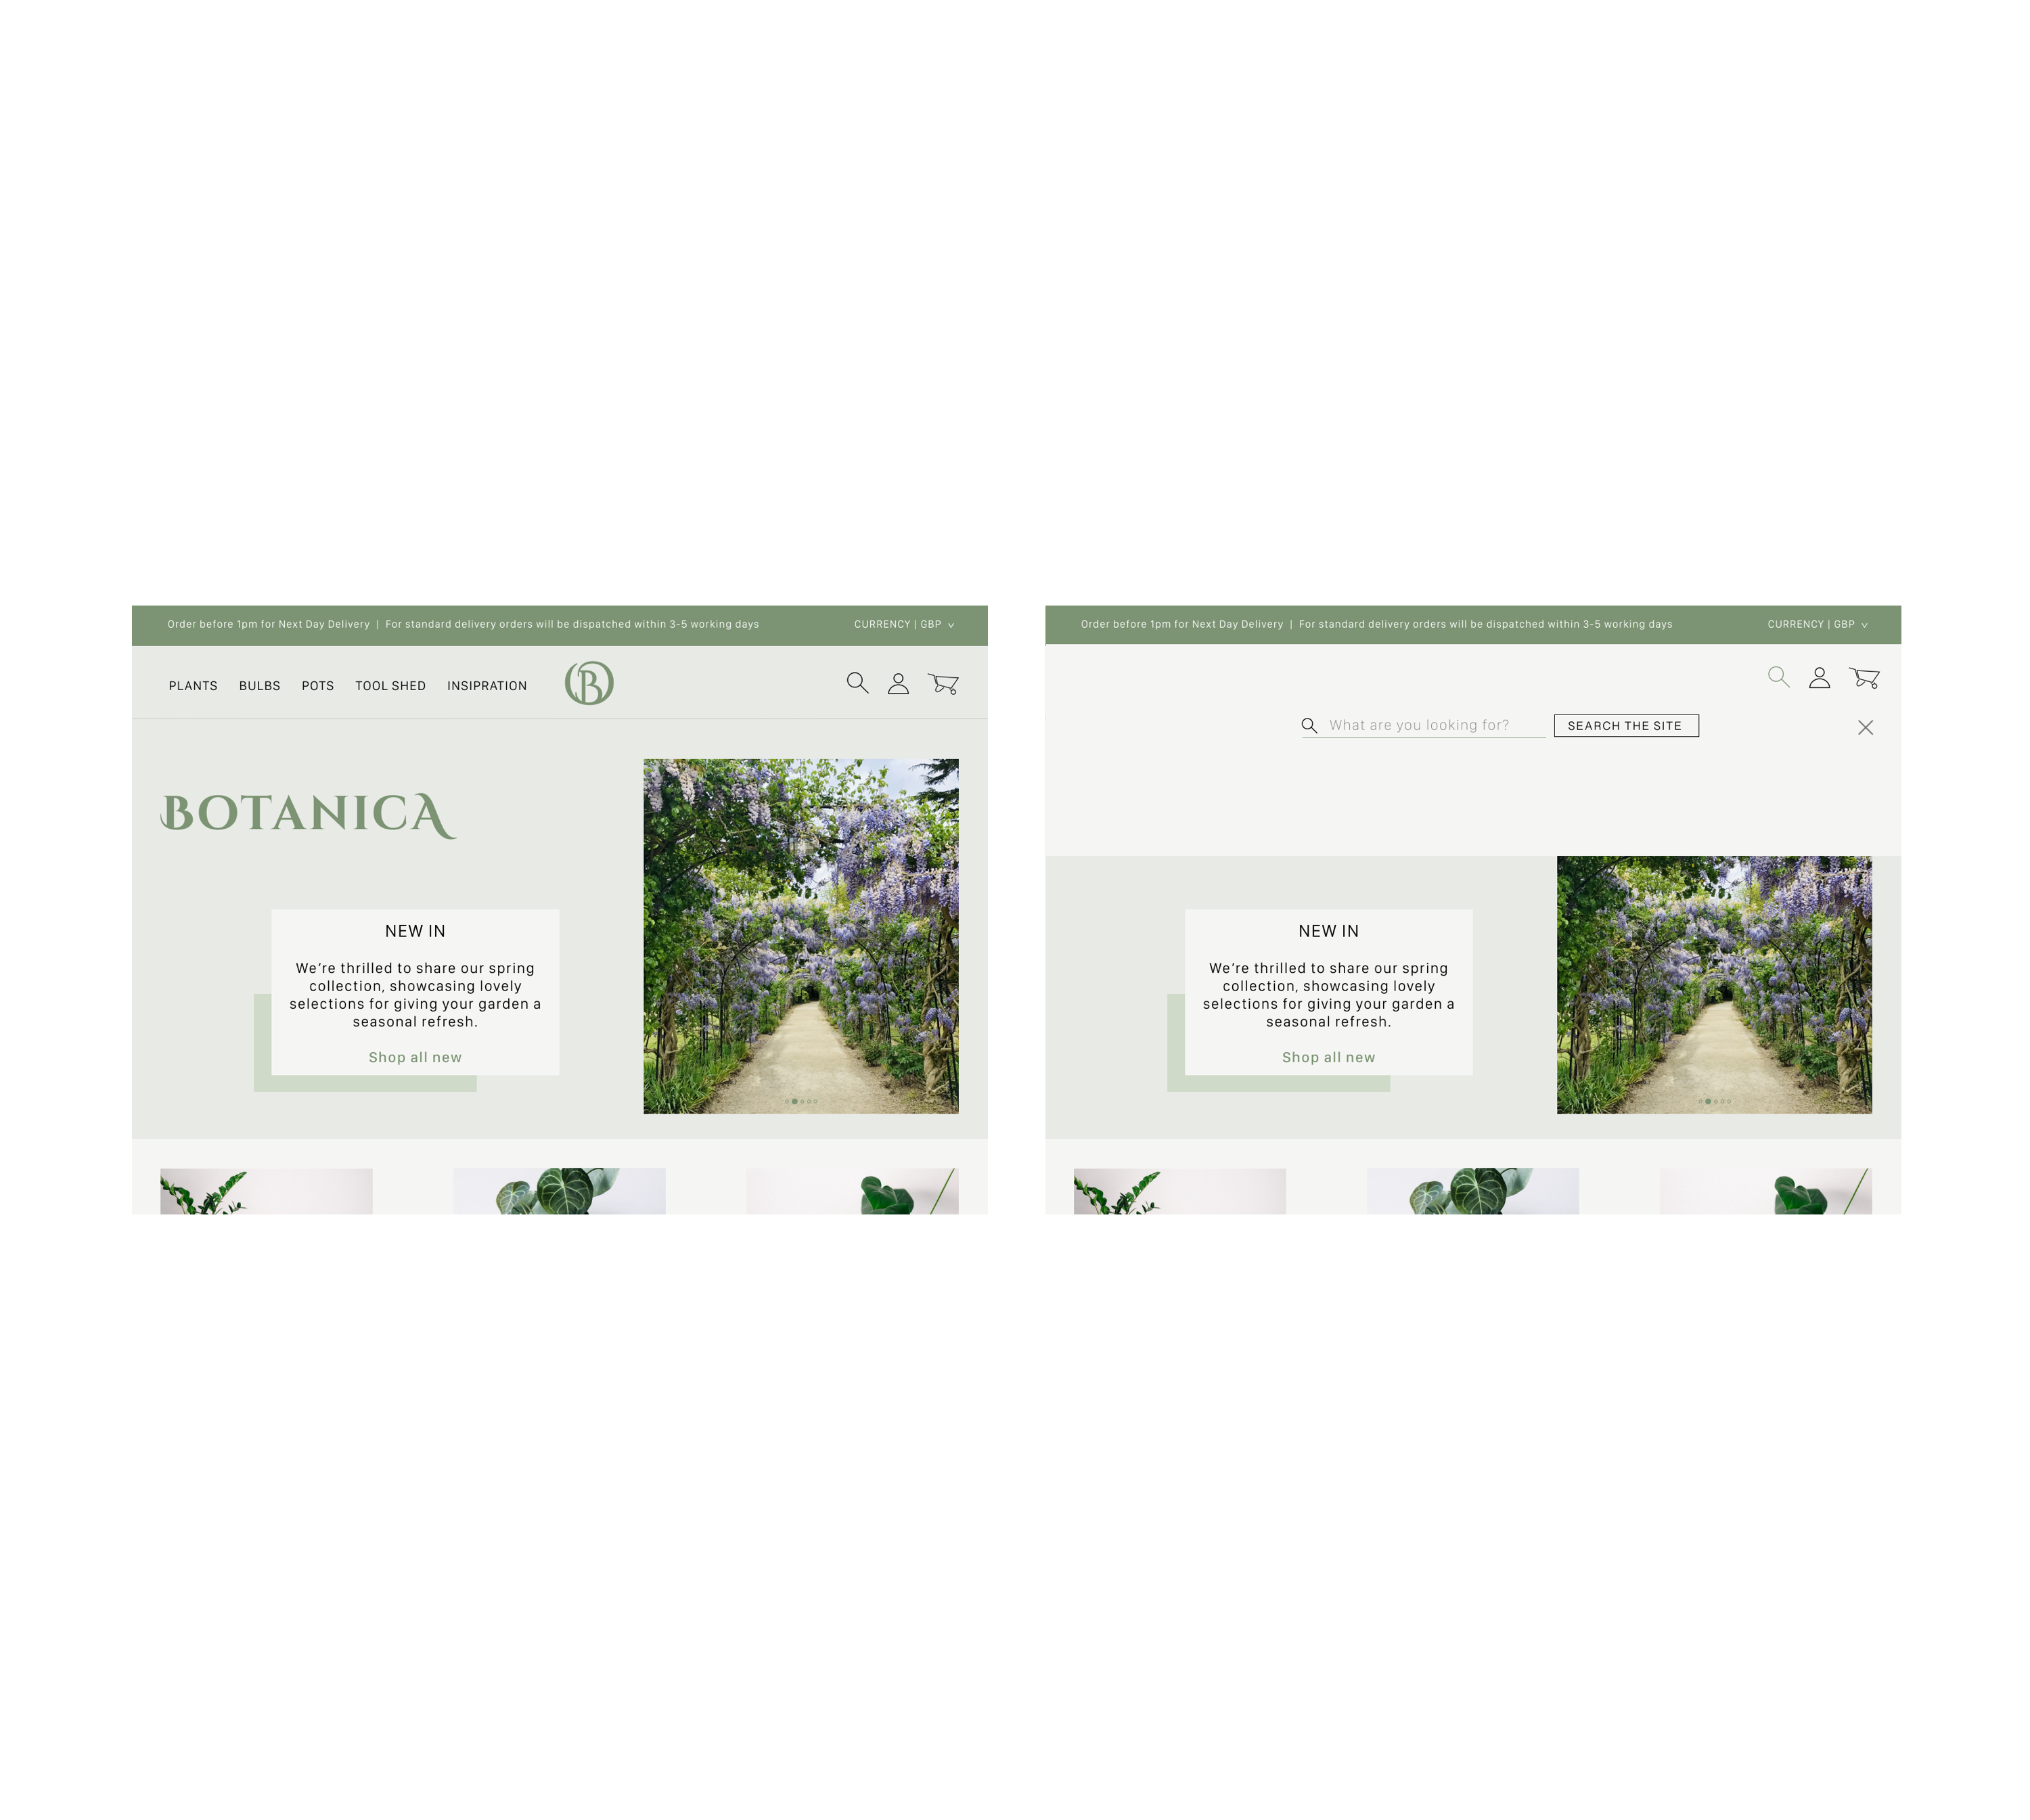 Order before 1pm for Next Day Delivery | For standard delivery orders will be dispatched within 3-5 working days
CURRENCY | GBP
PLANTS BULBS POTS TOOL SHED INSIPRATION
B
BOTANICA
NEW IN
We're thrilled to share our spring
collection, showcasing lovely
selections for giving your garden a
seasonal refresh.
Shop all new
Order before 1pm for Next Day Delivery | For standard delivery orders will be dispatched within 3-5 working days
CURRENCY | GBP
What are you looking for?
SEARCH THE SITE
NEW IN
We're thrilled to share our spring
collection, showcasing lovely
selections for giving your garden a
seasonal refresh.
Shop all new